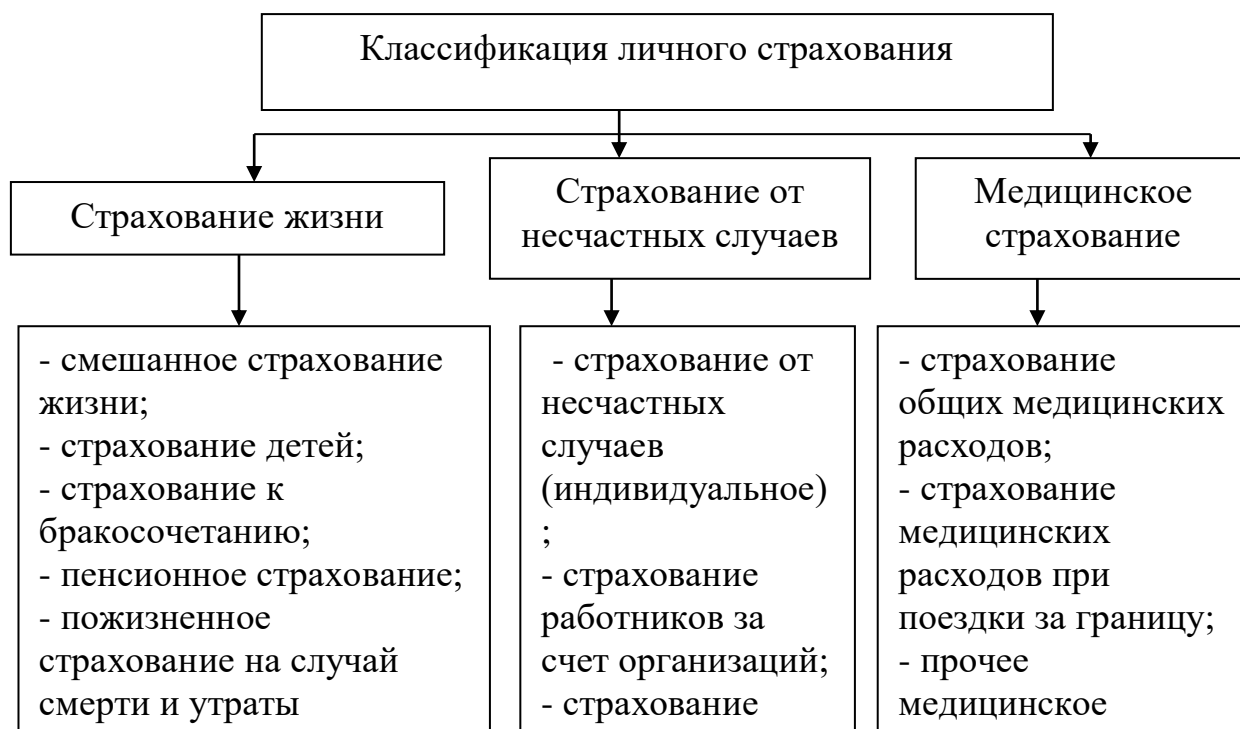 Классификация личного страхования
Страхование жизни
Страхование от
несчастных случаев
Медицинское
страхование
- смешанное страхование
жизни;
- страхование детей;
- страхование к
бракосочетанию;
- пенсионное страхование;
- пожизненное
страхование на случай
смерти и утраты
- страхование от
несчастных
случаев
(индивидуальное)
;
- страхование
работников за
счет организаций;
- страхование
- страхование
общих медицинских
расходов;
- страхование
медицинских
расходов при
поездки за границу;
- прочее
медицинское